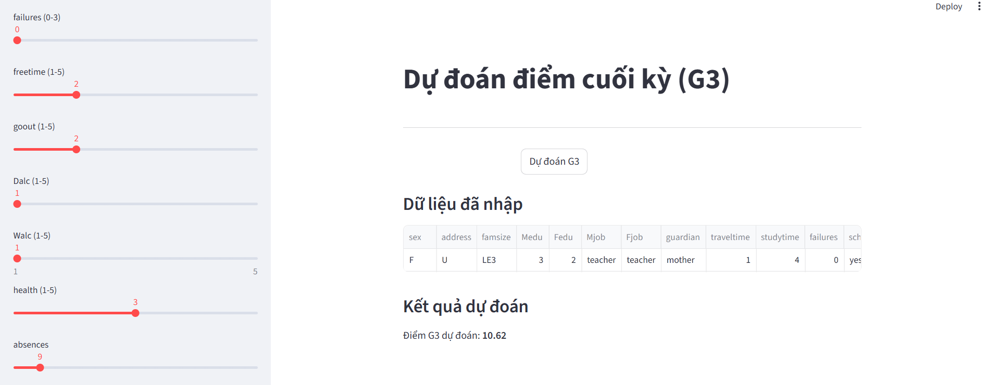 failures (0-3)
0
freetime (1-5)
2
goout (1-5)
2
Dalc (1-5)
1
Walc (1-5)
1
1 5
health (1-5)
3
absences
9
Deploy
Dự đoán điểm cuối kỳ (G3)
Dự đoán G3
Dữ liệu đã nhập
sex address famsize Medu Fedu Mjob Fjob guardian traveltime studytime failures sch
F U LE3 3 2 teacher teacher mother 1 4 0 yes
Kết quả dự đoán
Điểm G3 dự đoán: 10.62